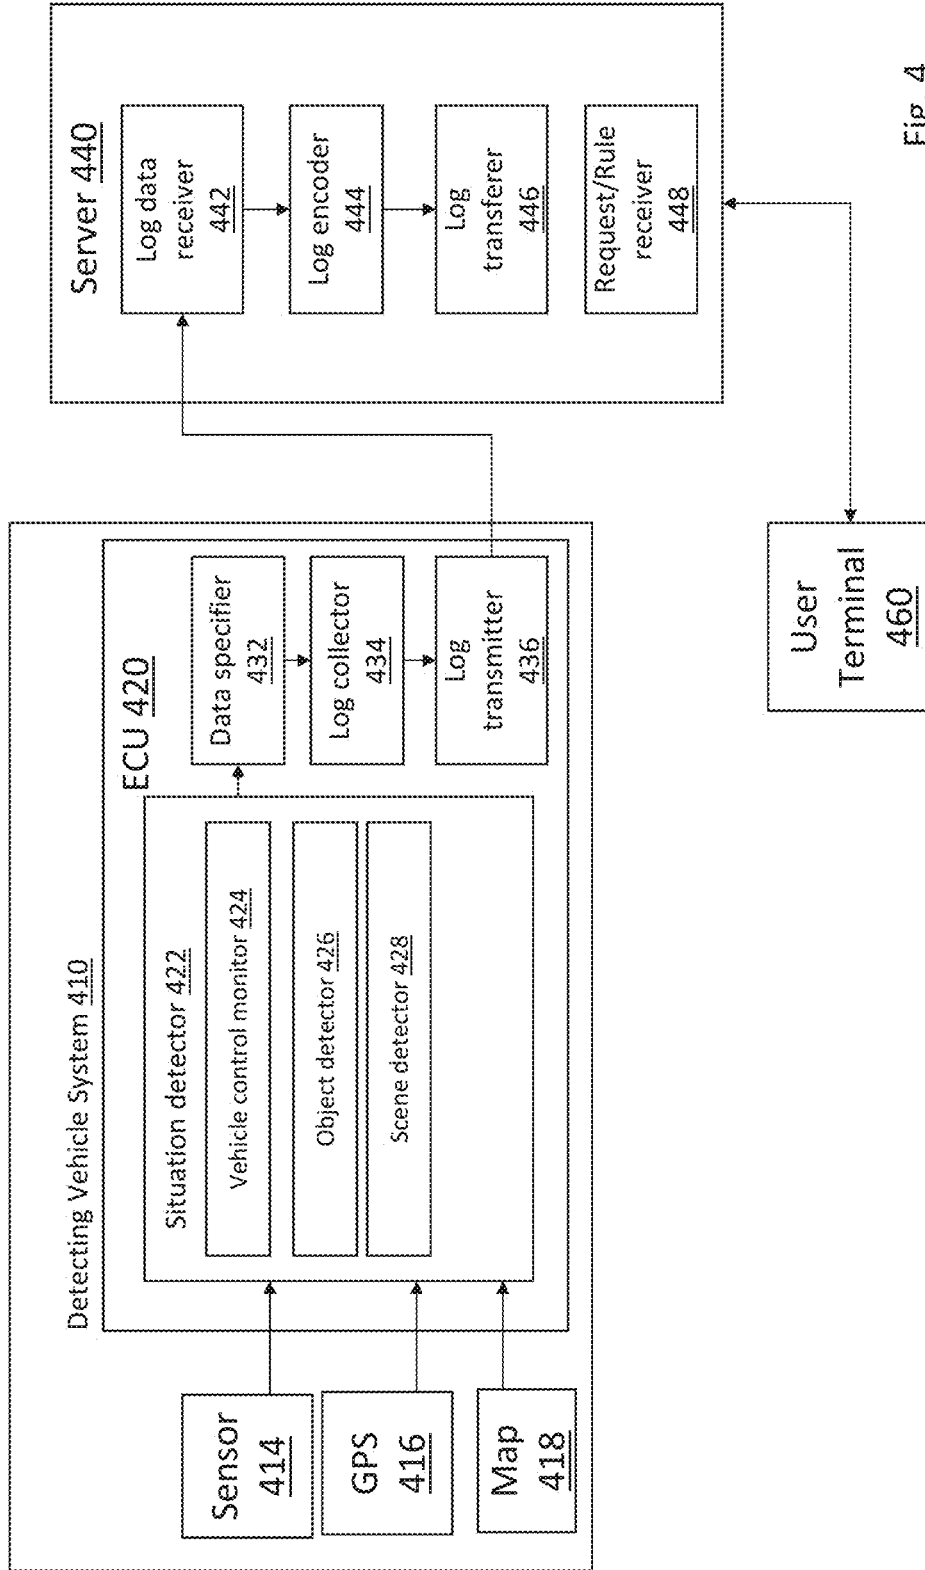 Detecting Vehicle System 410
Sensor
414
GPS
416
Map
418
ECU 420
Situation detector 422
Vehicle control monitor 424
Object detector 426
Scene detector 428
Data specifier
432
Log collector
434
Log
transmitter
436
Server 440
Log data
receiver
442
Log encoder
444
Log
transferer
446
Request/Rule
receiver
448
User
Terminal
460
Fig. 4